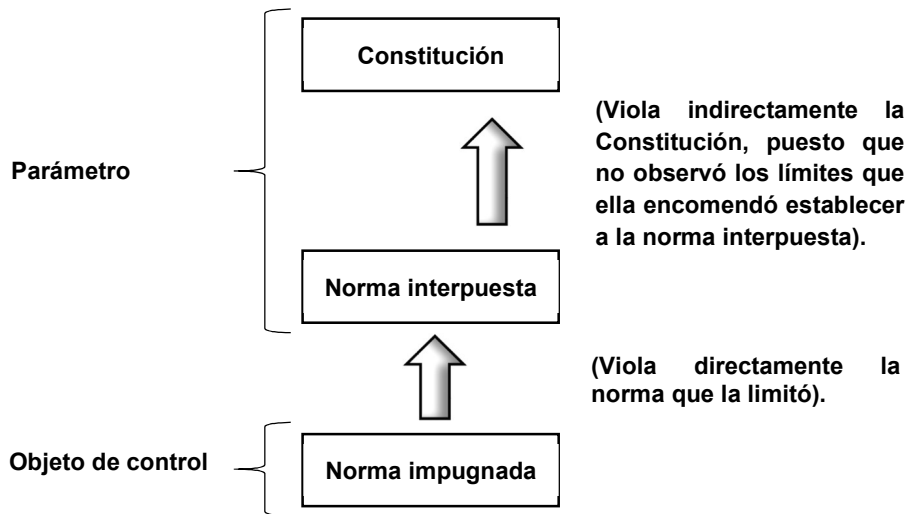 Constitución
(Viola indirectamente la
Constitución, puesto que
no observó los límites que
ella encomendó establecer
a la norma interpuesta).
Parámetro
Norma interpuesta
(Viola directamente la
norma que la limitó).
Objeto de control
Norma impugnada